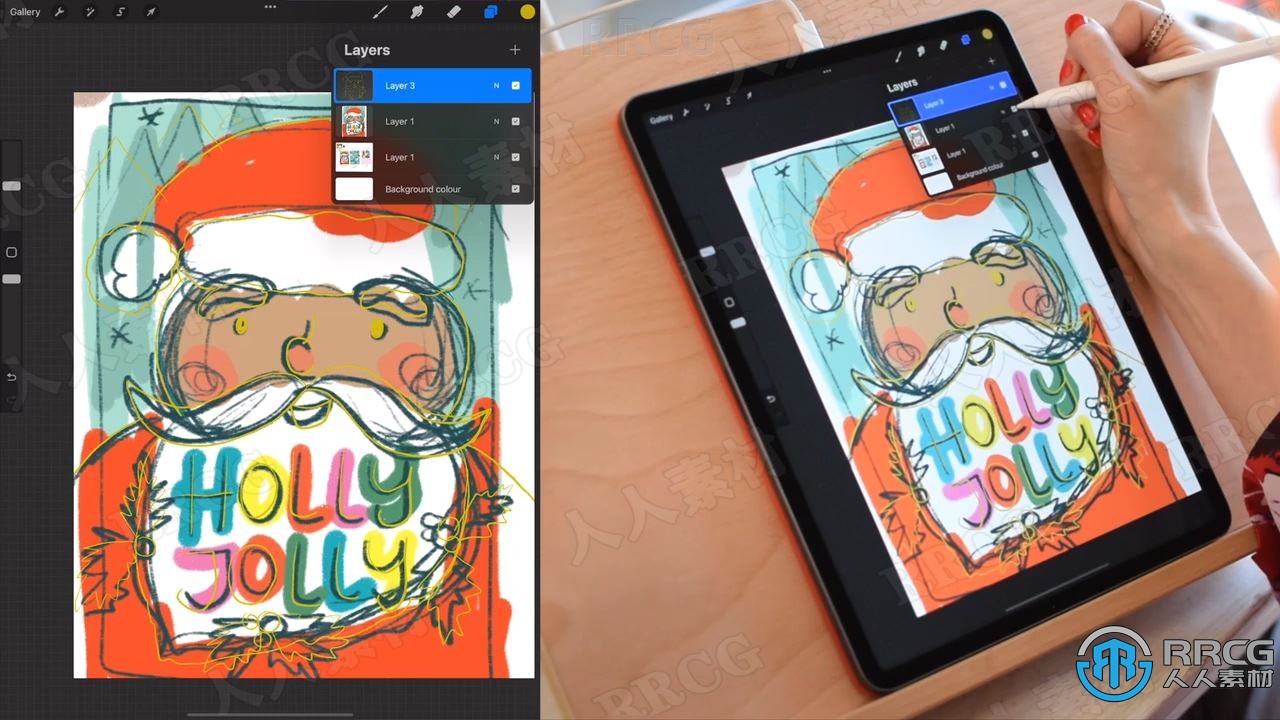 Gallery
Layers
Layer 3 N
Layer 1 N
Layer 1 N
Background colour
HOLLY
JOLLY
Gallery
Layers
Layer 3 N
Layer 1 N
Layer 1 N
Background colour
HOLLY
JOLLY
RRCG
人人素材
RRCG
人人素材